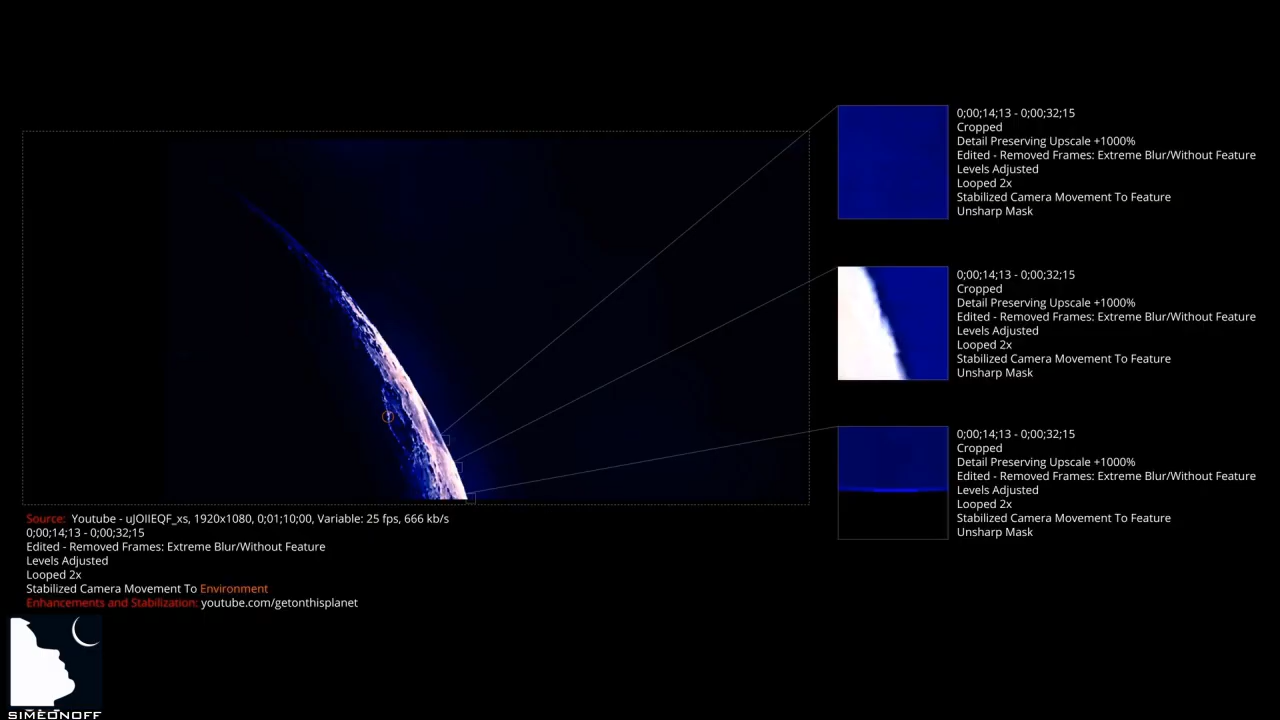 0;00;14;13 - 0;00;32;15
Cropped
Detail Preserving Upscale +1000%
Edited - Removed Frames: Extreme Blur/Without Feature
Levels Adjusted
Looped 2x
Stabilized Camera Movement To Feature
Unsharp Mask
0;00;14;13 - 0;00;32;15
Cropped
Detail Preserving Upscale +1000%
Edited - Removed Frames: Extreme Blur/Without Feature
Levels Adjusted
Looped 2x
Stabilized Camera Movement To Feature
Unsharp Mask
0;00;14;13 - 0;00;32;15
Cropped
Detail Preserving Upscale +1000%
Edited - Removed Frames: Extreme Blur/Without Feature
Levels Adjusted
Looped 2x
Stabilized Camera Movement To Feature
Unsharp Mask
Source: Youtube - uJOIIEQF_xs, 1920x1080, 0;01;10;00, Variable: 25 fps, 666 kb/s
0;00;14;13 - 0;00;32;15
Edited - Removed Frames: Extreme Blur/Without Feature
Levels Adjusted
Looped 2x
Stabilized Camera Movement To Environment
Enhancements and Stabilization: youtube.com/getonthisplanet
SIMEONOFF